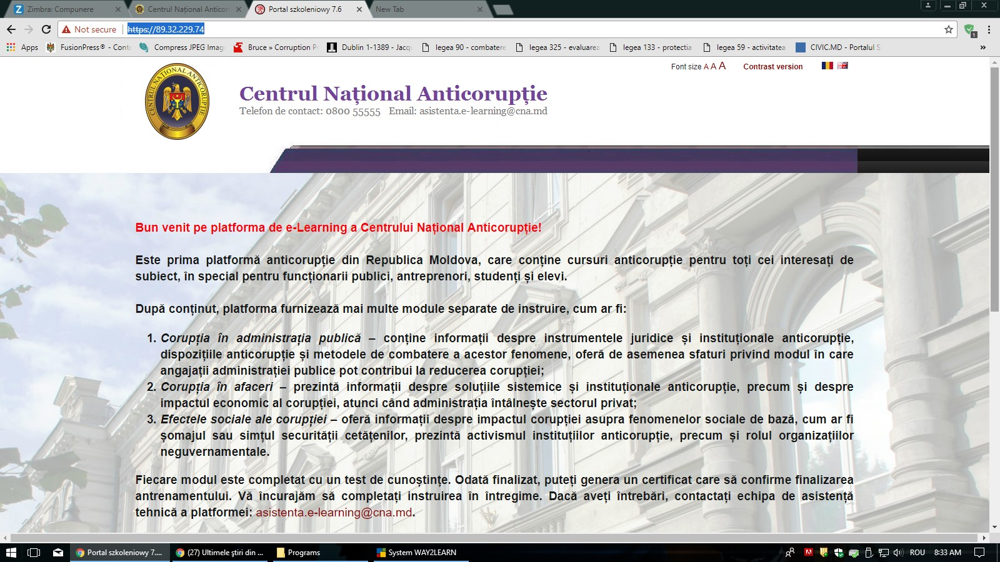 Zimbra: Compunere
Centrul Național Anticor
Portal szkoleniowy 7.6
New Tab
Not secure
https://89.32.229.74
Apps
FusionPress® - Cont
Compress JPEG Imag
Bruce » Corruption P
Dublin 1-1389 - Jacq
legea 90 - combatere
legea 325 - evaluarea
legea 133 - protectia
legea 59 - activitatea
CIVIC.MD - Portalul S
»
Font size A A A
Contrast version
CENTRUL NAȚIONAL ANTICORUPȚIE
Centrul Național Anticorupție
Telefon de contact: 0800 55555 Email: asistenta.e-learning@cna.md
Bun venit pe platforma de e-Learning a Centrului Național Anticorupție!
Este prima platformă anticorupție din Republica Moldova, care conține cursuri anticorupție pentru toți cei interesați de
subiect, în special pentru funcționarii publici, antreprenori, studenți și elevi.
După conținut, platforma furnizează mai multe module separate de instruire, cum ar fi:
1. Corupția în administrația publică – conține informații despre instrumentele juridice și instituționale anticorupție,
dispozițiile anticorupție și metodele de combatere a acestor fenomene, oferă de asemenea sfaturi privind modul în care
angajații administrației publice pot contribui la reducerea corupției;
2. Corupția în afaceri – prezintă informații despre soluțiile sistemice și instituționale anticorupție, precum și despre
impactul economic al corupției, atunci când administrația întâlnește sectorul privat;
3. Efectele sociale ale corupției – oferă informații despre impactul corupției asupra fenomenelor sociale de bază, cum ar fi
șomajul sau simțul securității cetățenilor, prezintă activismul instituțiilor anticorupție, precum și rolul organizațiilor
neguvernamentale.
Fiecare modul este completat cu un test de cunoștințe. Odată finalizat, puteți genera un certificat care să confirme finalizarea
antrenamentului. Vă încurajăm să completați instruirea în întregime. Dacă aveți întrebări, contactați echipa de asistență
tehnică a platformei: asistenta.e-learning@cna.md.
Portal szkoleniowy 7....
(27) Ultimele ştiri din ...
Programs
System WAY2LEARN
ROU
8:33 AM